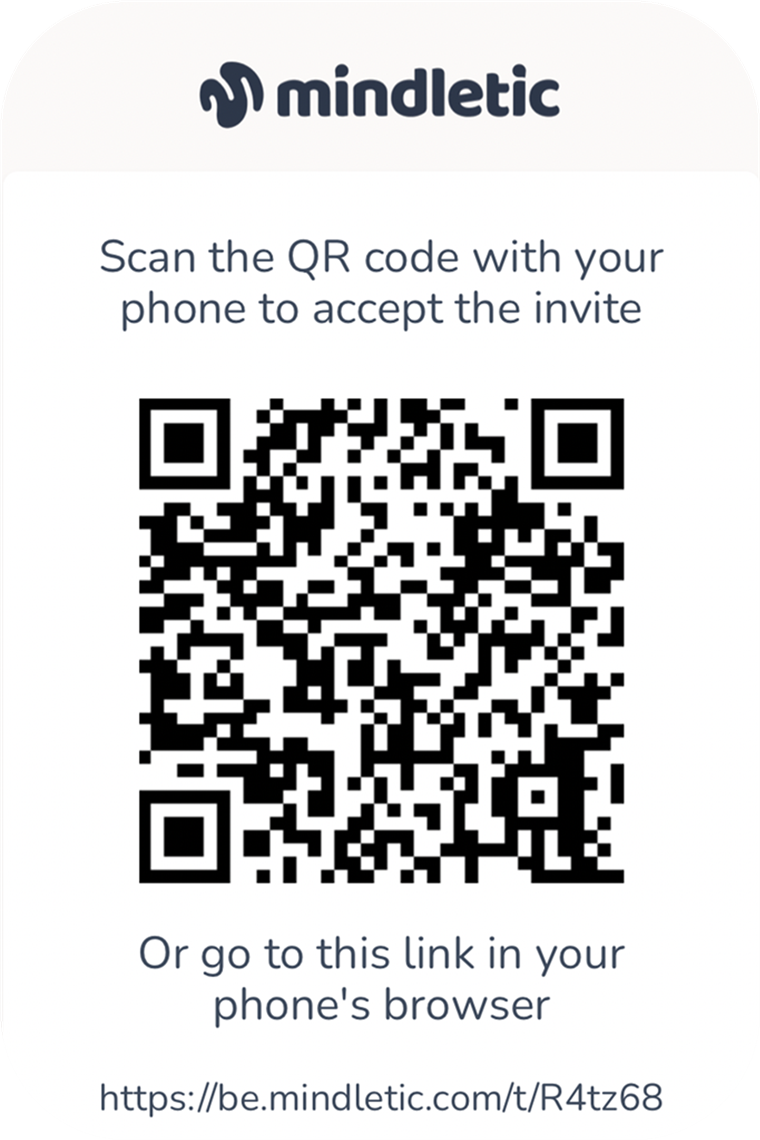 mindletic
Scan the QR code with your
phone to accept the invite
Or go to this link in your
phone's browser
https://be.mindletic.com/t/R4tz68